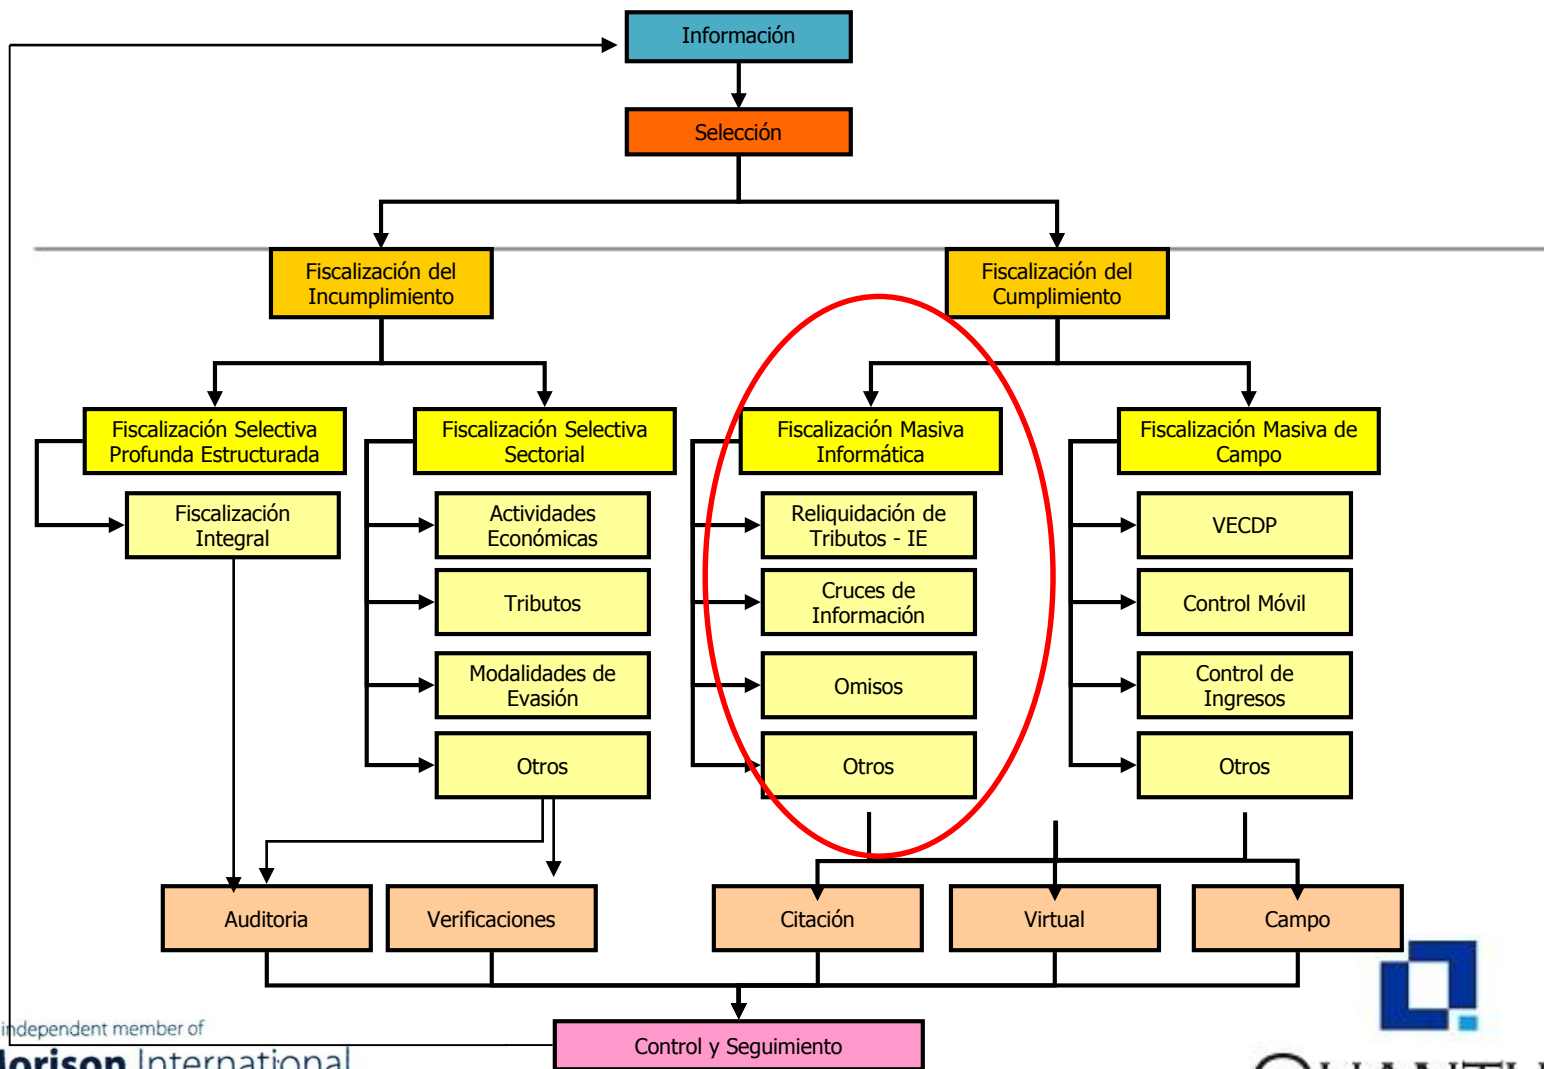 Información
Selección
Fiscalización del
Incumplimiento
Fiscalización del
Cumplimiento
Fiscalización Selectiva
Profunda Estructurada
Fiscalización Selectiva
Sectorial
Fiscalización Masiva
Informática
Fiscalización Masiva de
Campo
Fiscalización
Integral
Actividades
Económicas
Reliquidación de
Tributos - IE
VECDP
Tributos
Cruces de
Información
Control Móvil
Modalidades de
Evasión
Omisos
Control de
Ingresos
Otros
Otros
Otros
Auditoria
Verificaciones
Citación
Virtual
Campo
independent member of
International
Control y Seguimiento